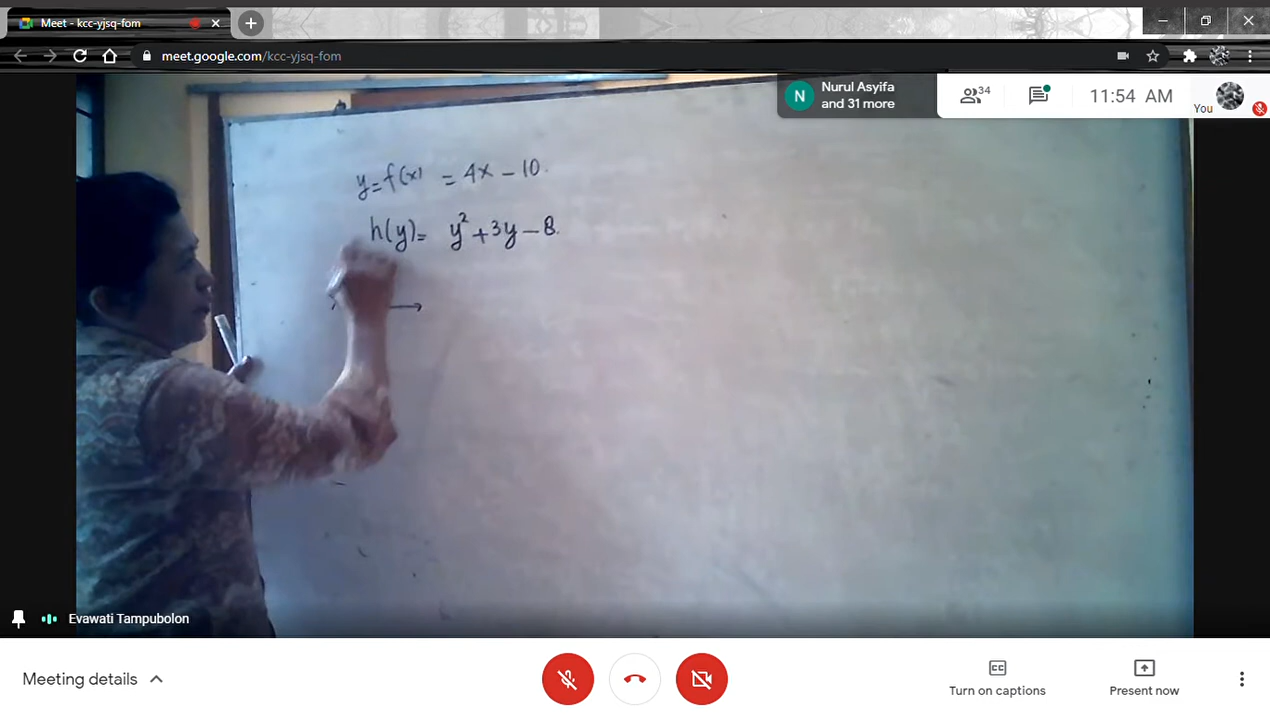 Meet - kcc-yjsq-fom
meet.google.com/kcc-yjsq-fom
N
Nurul Asyifa
and 31 more
34
11:54 AM
You
y=f(x) = 4x - 10.
h(y)= y² + 3y - 8.
Evawati Tampubolon
Meeting details
CC
Turn on captions
Present now